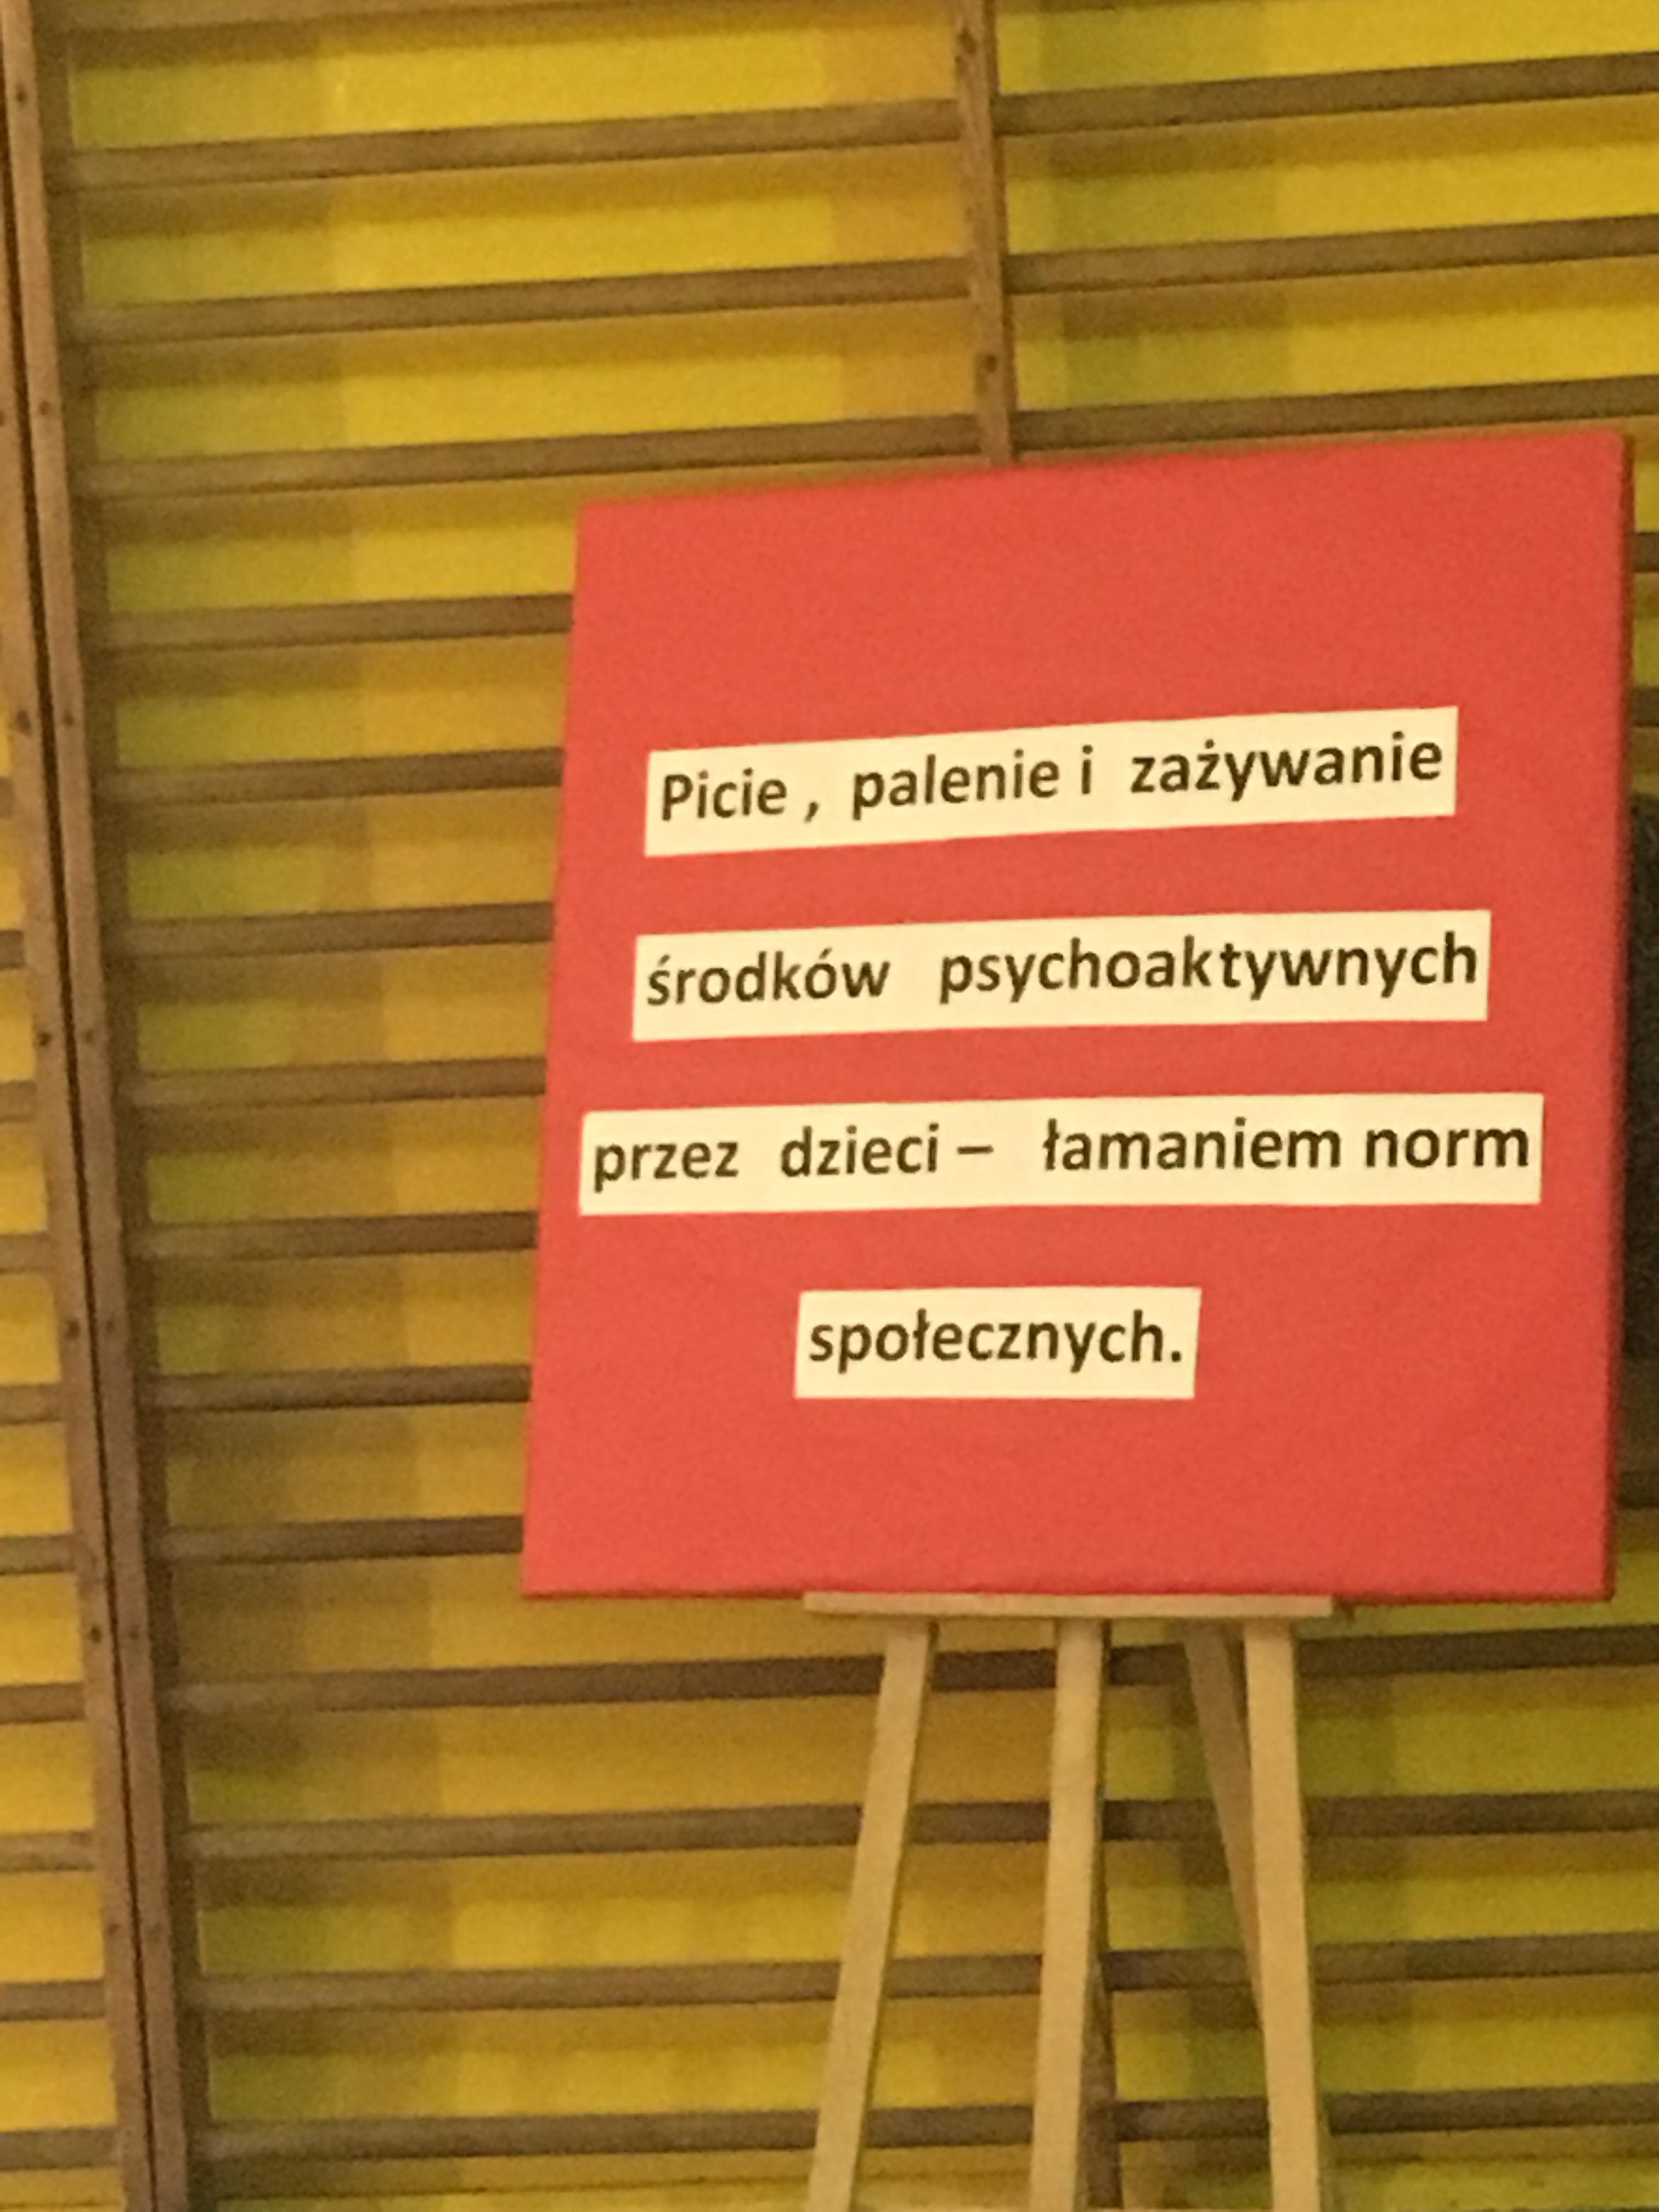 Picie , palenie i zażywanie
środków psychoaktywnych
przez dzieci – łamaniem norm
społecznych.